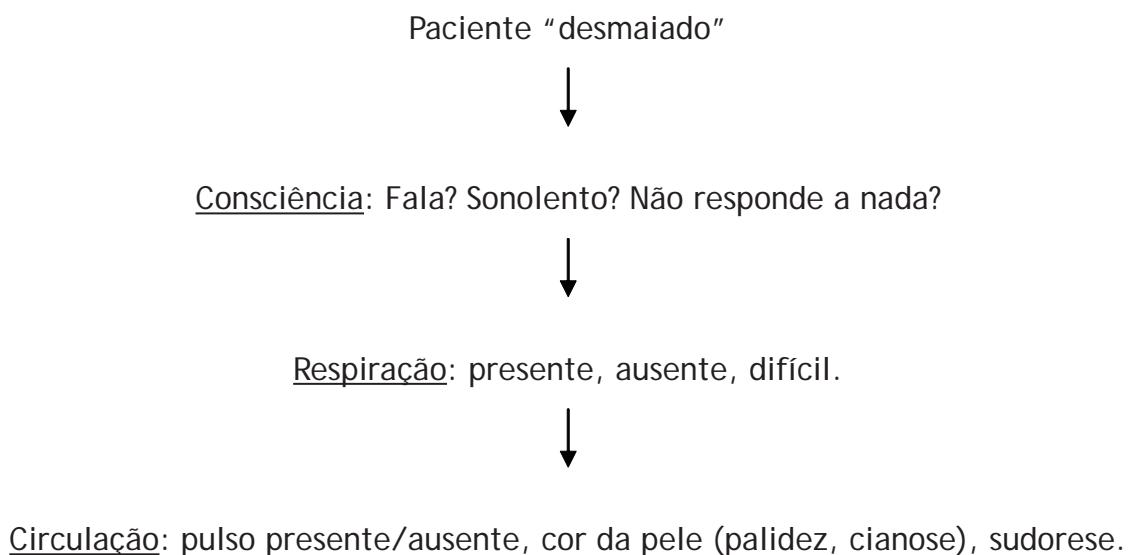 Paciente “desmaiado”
Consciência: Fala? Sonolento? Não responde a nada?
Respiração: presente, ausente, difícil.
Circulação: pulso presente/ausente, cor da pele (palidez, cianose), sudorese.